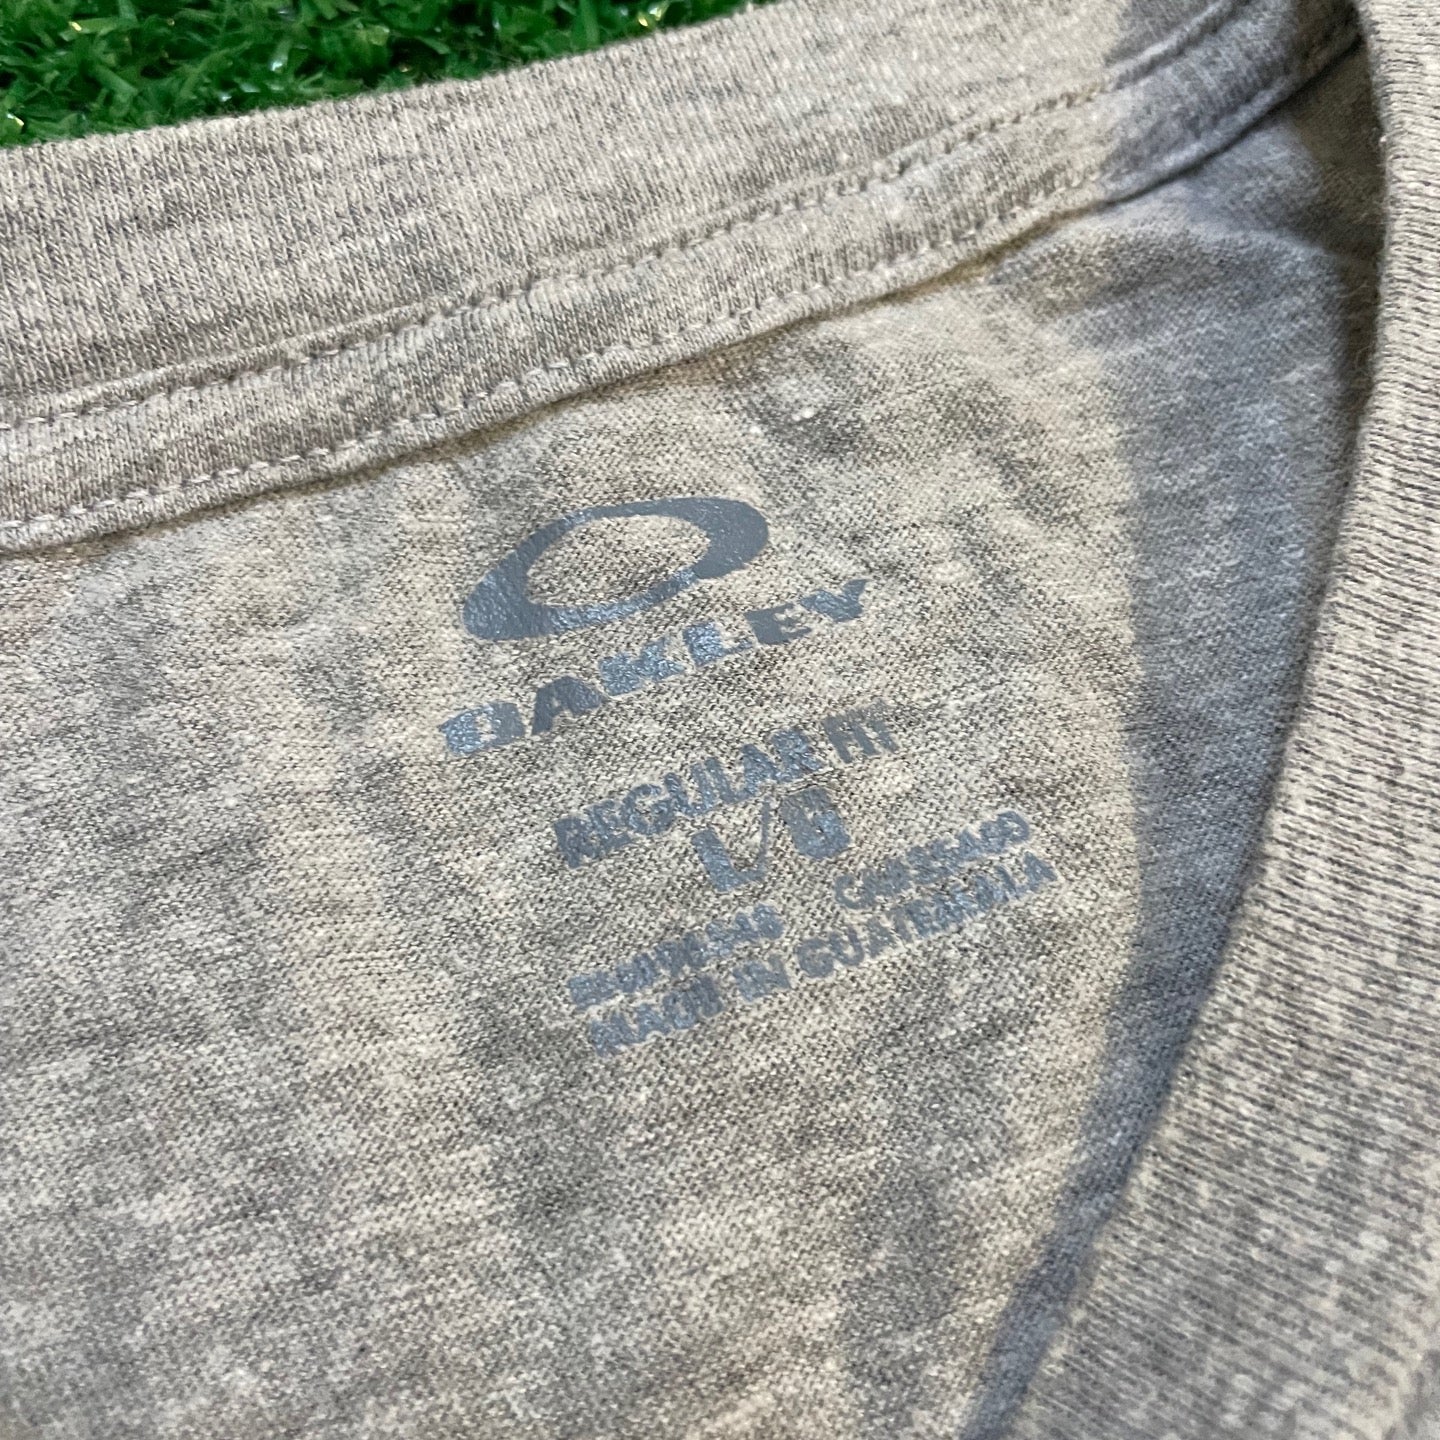 OAKLEY
REGULAR FIT
L/G
MADE IN GUATEMALA